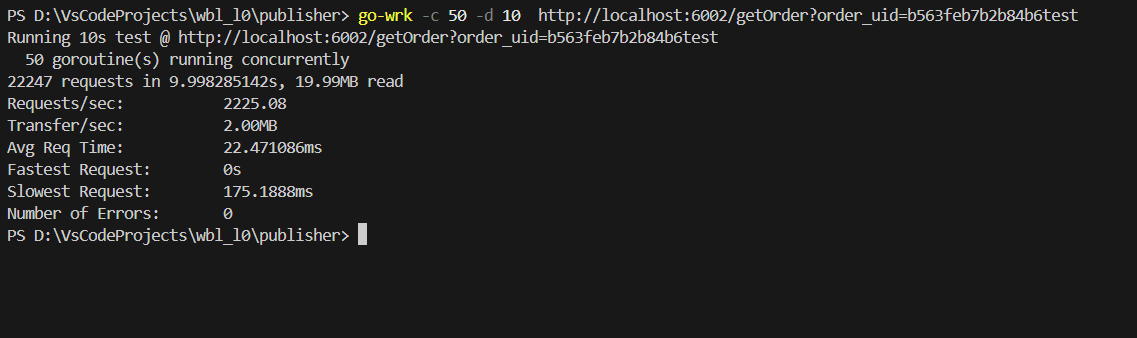 PS D:\VsCodeProjects\wbl_l0\publisher> go-wrk -c 50 -d 10  http://localhost:6002/getOrder?order_uid=b563feb7b2b84b6test
Running 10s test @ http://localhost:6002/getOrder?order_uid=b563feb7b2b84b6test
  50 goroutine(s) running concurrently
22247 requests in 9.998285142s, 19.99MB read
Requests/sec:           2225.08
Transfer/sec:           2.00MB
Avg Req Time:           22.471086ms
Fastest Request:        0s
Slowest Request:        175.1888ms
Number of Errors:       0
PS D:\VsCodeProjects\wbl_l0\publisher>